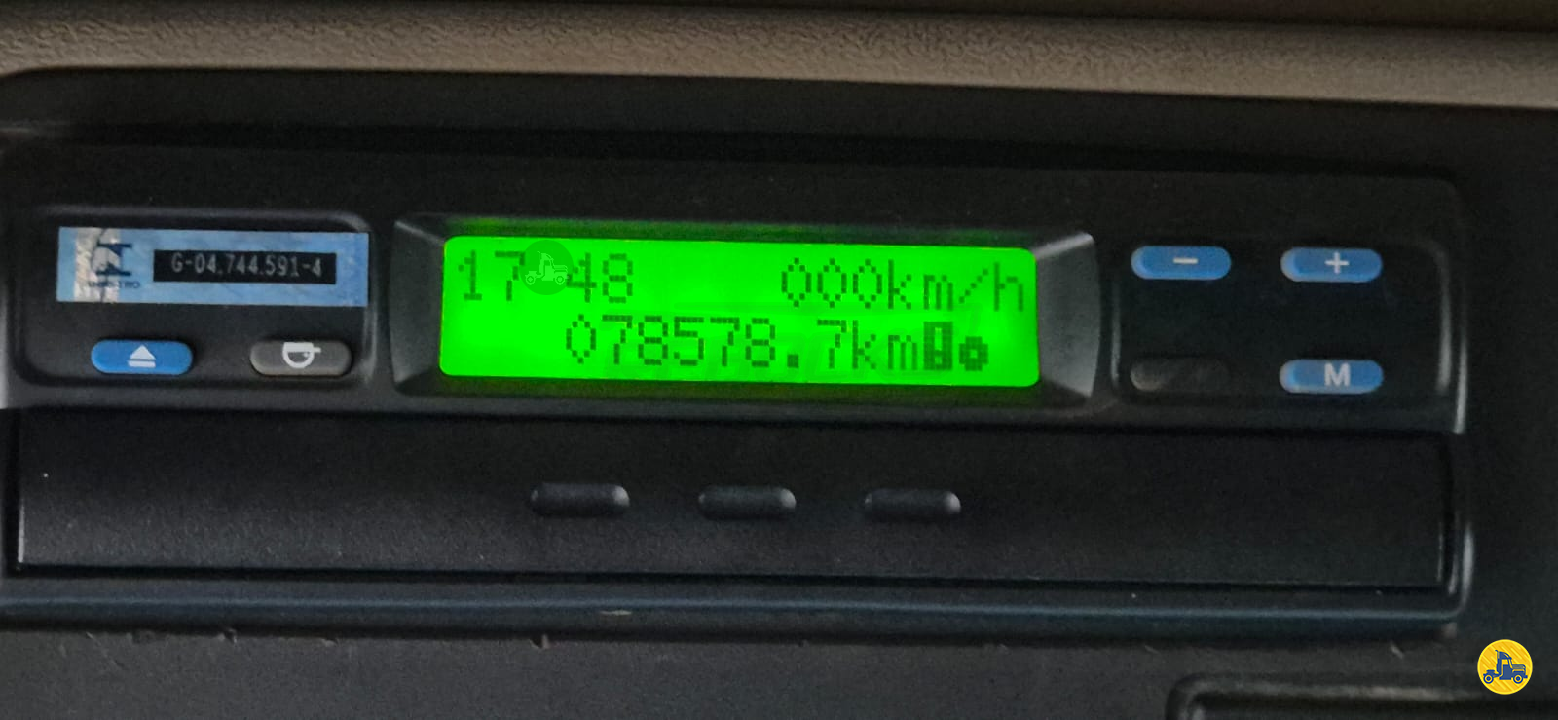 G-04.744.591-4
17 48 000km/h
078578.7km
- +
M